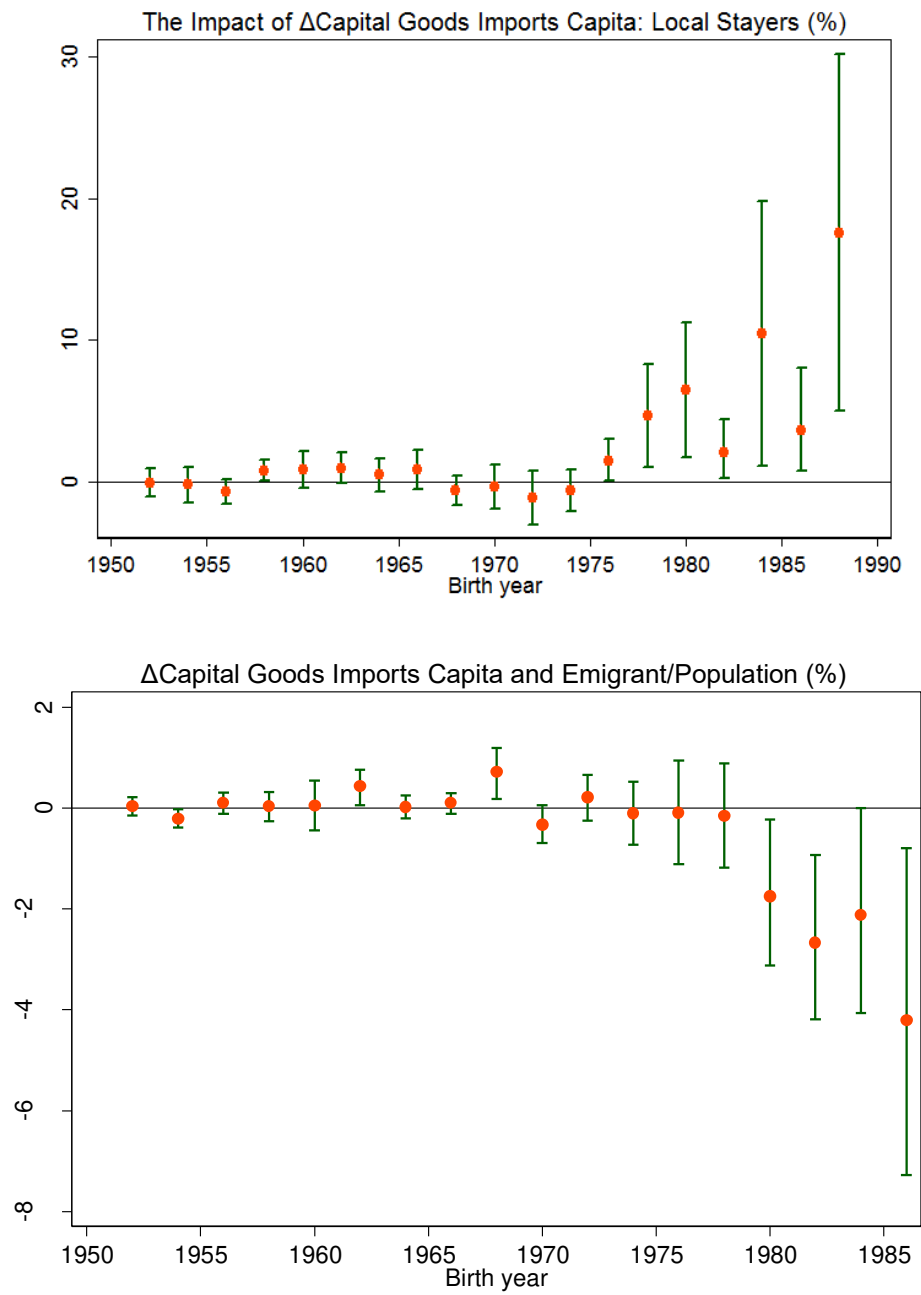 The Impact of ΔCapital Goods Imports Capita: Local Stayers (%)
30
20
10
0
1950 1955 1960 1965 1970 1975 1980 1985 1990
Birth year
ΔCapital Goods Imports Capita and Emigrant/Population (%)
2
0
-2
-4
-6
-8
1950 1955 1960 1965 1970 1975 1980 1985
Birth year